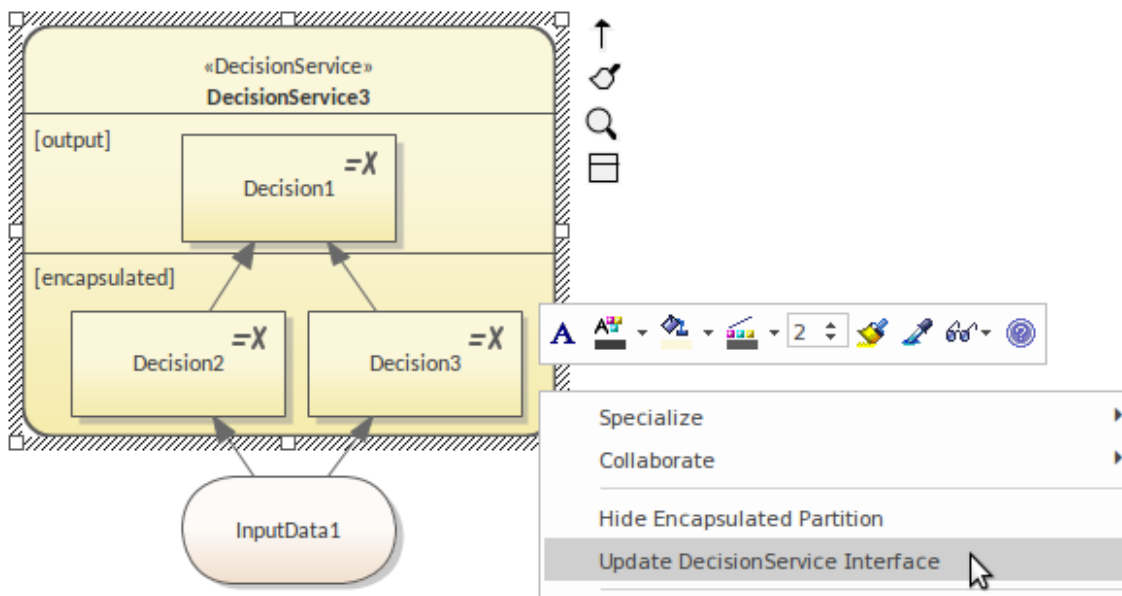 «DecisionService»
DecisionService3
[output]
=X
Decision1
[encapsulated]
=X
Decision2
=X
Decision3
A
A
2
?
Specialize
Collaborate
Hide Encapsulated Partition
Update DecisionService Interface
InputData1